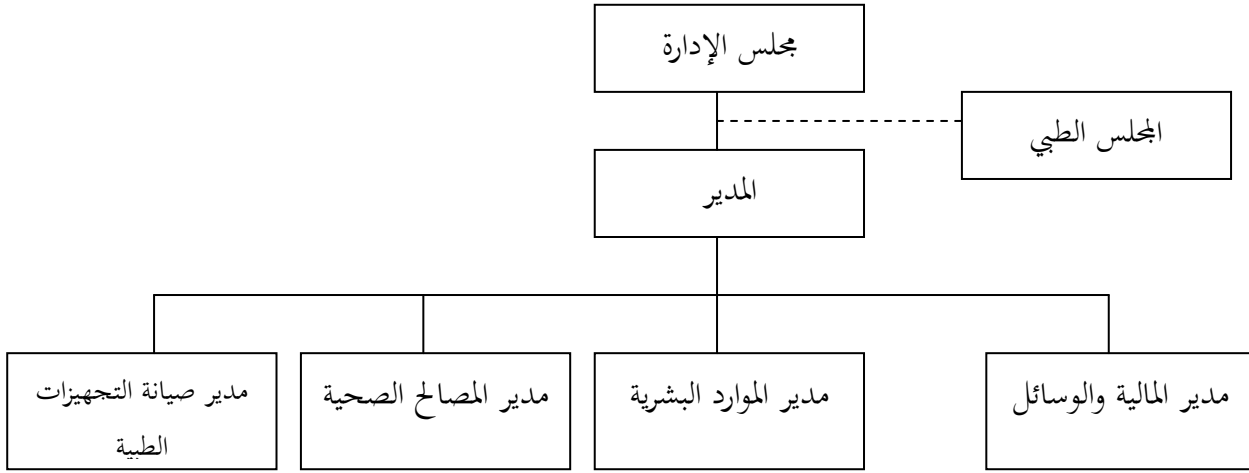 مجلس الإدارة
المجلس الطبي
المدير
مدير المالية والوسائل
مدير الموارد البشرية
مدير المصالح الصحية
مدير صيانة التجهيزات
الطبية